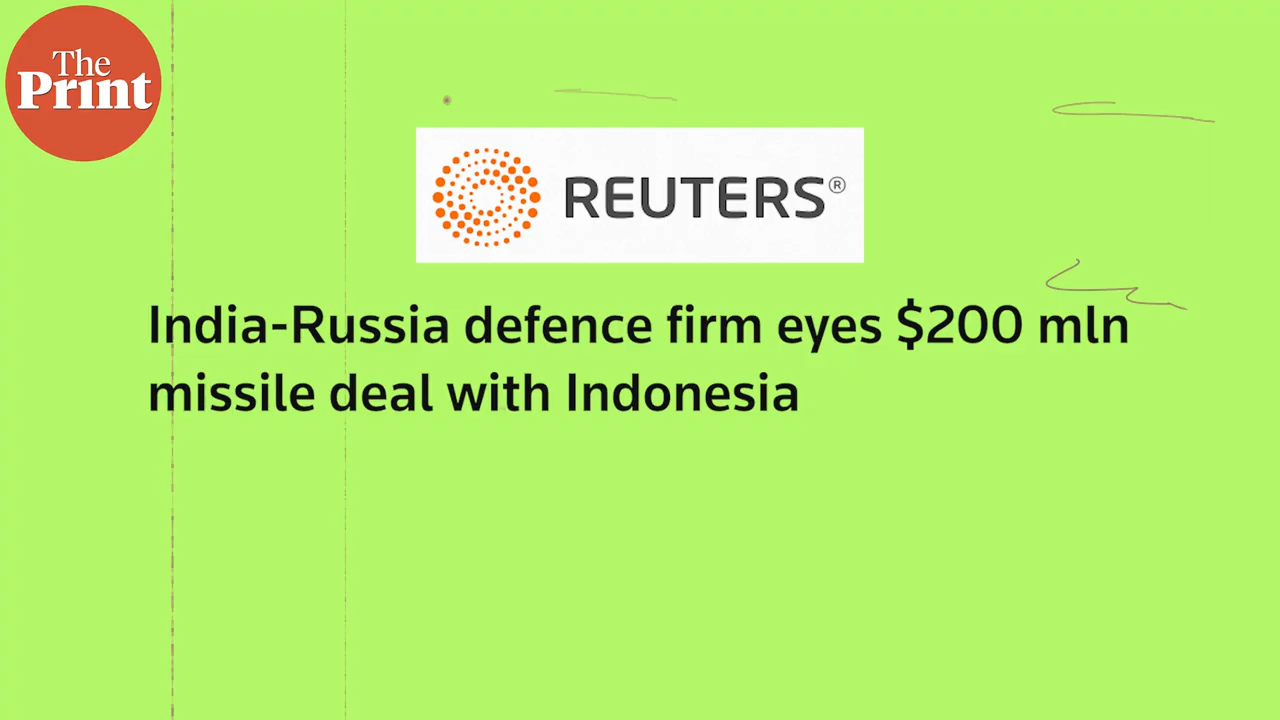 The
Print
REUTERS®
India-Russia defence firm eyes $200 mln
missile deal with Indonesia